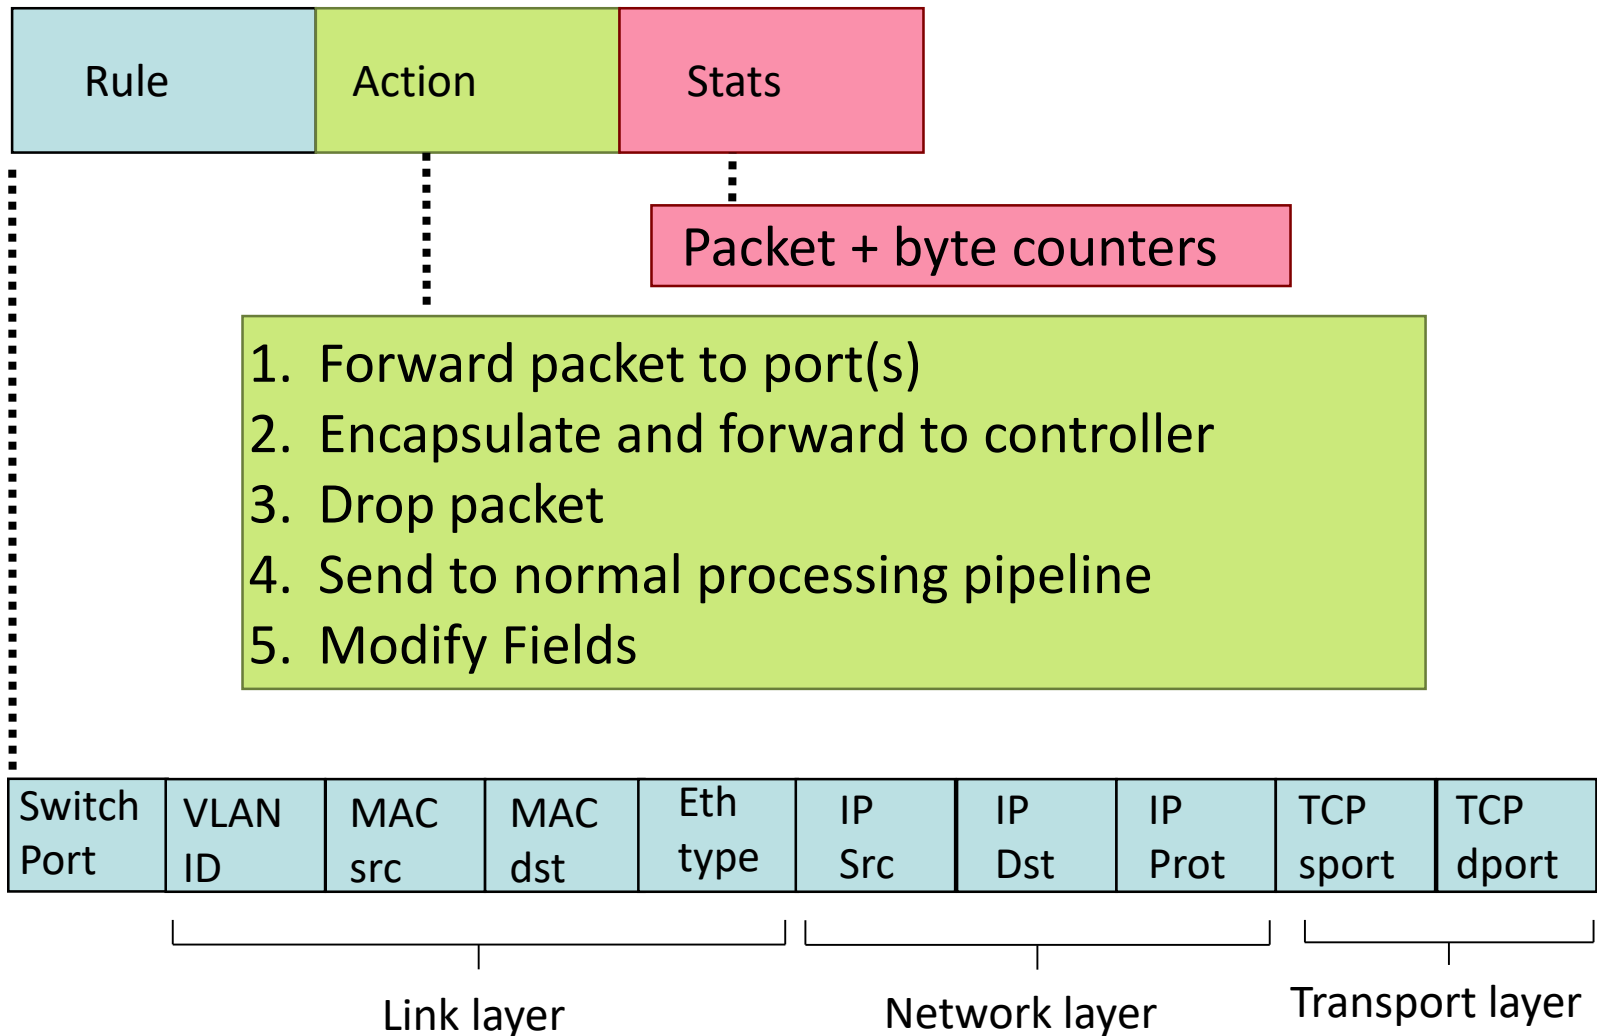 Rule
Action
Stats
Packet + byte counters
1. Forward packet to port(s)
2. Encapsulate and forward to controller
3. Drop packet
4. Send to normal processing pipeline
5. Modify Fields
Switch
Port
VLAN
ID
MAC
src
MAC
dst
Eth
type
IP
Src
IP
Dst
IP
Prot
TCP
sport
TCP
dport
Link layer
Network layer
Transport layer